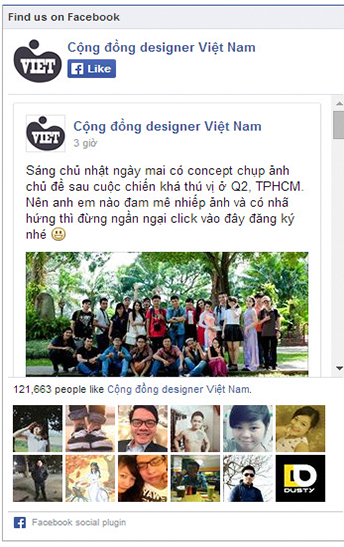 Find us on Facebook
VIET
Cộng đồng designer Việt Nam
Like
VIET
Cộng đồng designer Việt Nam
3 giờ
Sáng chủ nhật ngày mai có concept chụp ảnh
chủ đề sau cuộc chiến khá thú vị ở Q2, TPHCM.
Nên anh em nào đam mê nhiếp ảnh và có nhã
hứng thì đừng ngần ngại click vào đây đăng ký
nhé
121,663 people like Cộng đồng designer Việt Nam.
DUSTY
Facebook social plugin